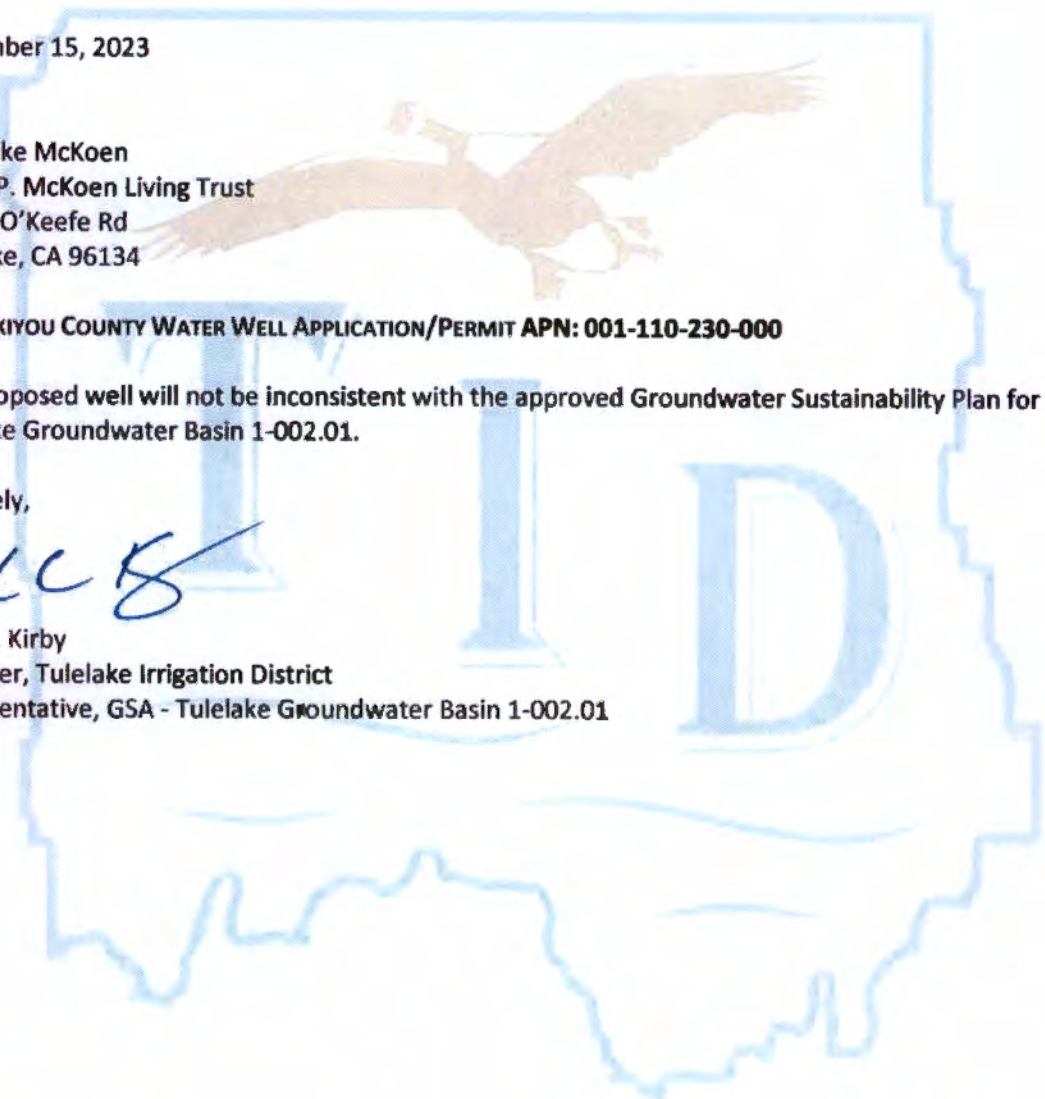 ber 15, 2023
ke McKoen
P. McKoen Living Trust
O'Keefe Rd
ke, CA 96134
KIYOU COUNTY WATER WELL APPLICATION/PERMIT APN: 001-110-230-000
oposed well will not be inconsistent with the approved Groundwater Sustainability Plan for
e Groundwater Basin 1-002.01.
ely,
Kirby
er, Tulelake Irrigation District
entative, GSA - Tulelake Groundwater Basin 1-002.01
TID